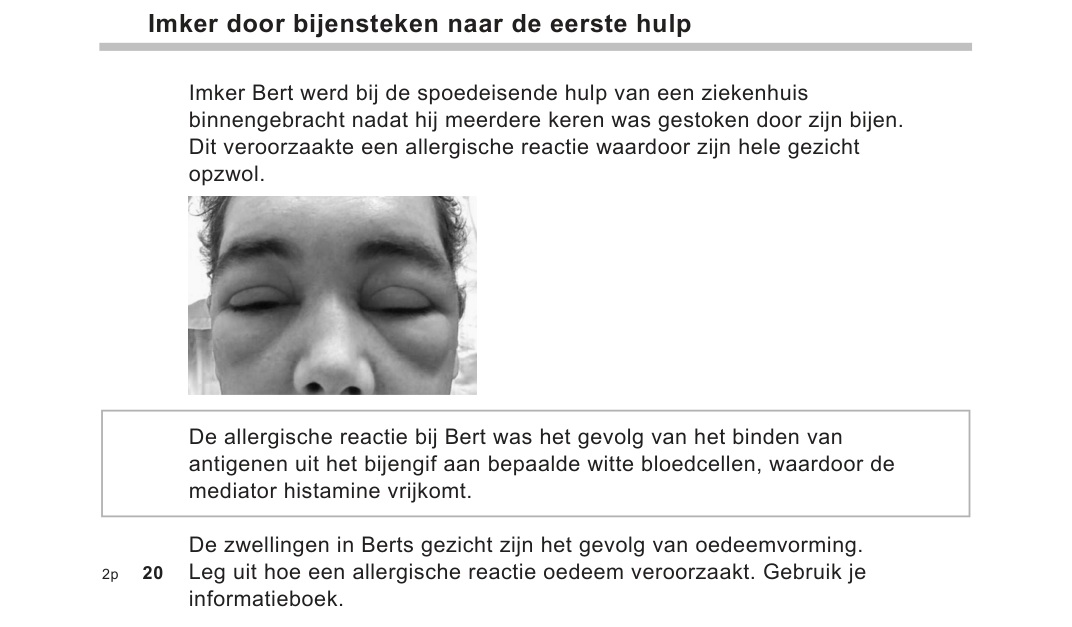 Imker door bijensteken naar de eerste hulp
Imker Bert werd bij de spoedeisende hulp van een ziekenhuis
binnengebracht nadat hij meerdere keren was gestoken door zijn bijen.
Dit veroorzaakte een allergische reactie waardoor zijn hele gezicht
opzwol.
De allergische reactie bij Bert was het gevolg van het binden van
antigenen uit het bijengif aan bepaalde witte bloedcellen, waardoor de
mediator histamine vrijkomt.
De zwellingen in Berts gezicht zijn het gevolg van oedeemvorming.
2p 20 Leg uit hoe een allergische reactie oedeem veroorzaakt. Gebruik je
informatieboek.